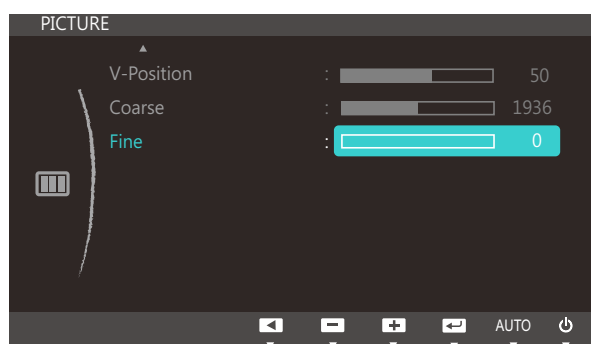 PICTURE
V-Position : 50
Coarse : 1936
Fine : 0
AUTO